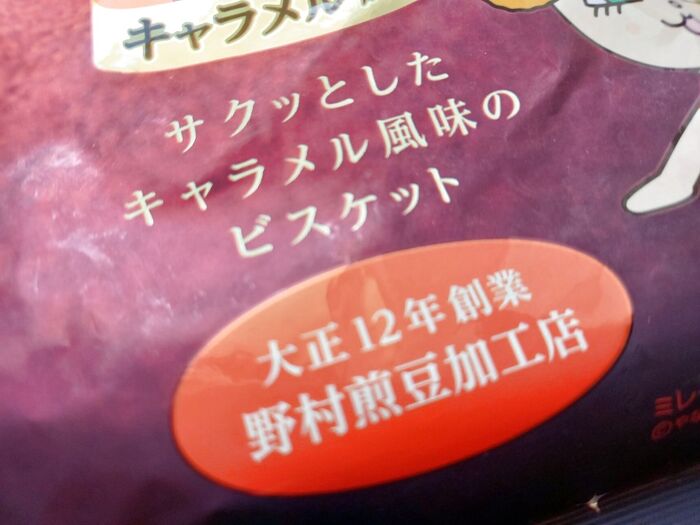 キャラメル
サクッとした
キャラメル風味の
ビスケット
大正12年創業
野村煎豆加工店
ミレ